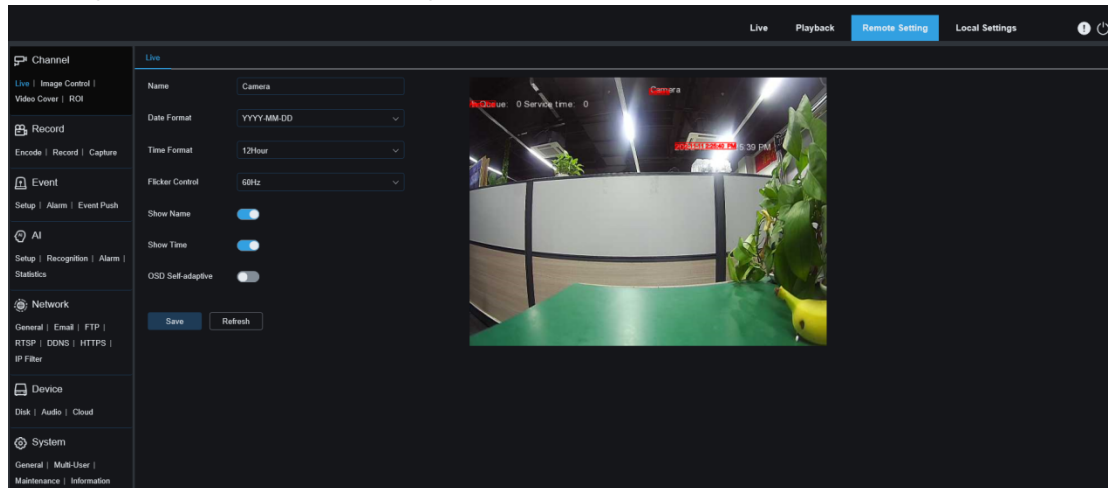 Live Playback Remote Setting Local Settings
Channel
Live | Image Control |
Video Cover | ROI
Record
Encode | Record | Capture
Event
Setup | Alarm | Event Push
AI
Setup | Recognition | Alarm |
Statistics
Network
General | Email | FTP |
RTSP | DDNS | HTTPS |
IP Filter
Device
Disk | Audio | Cloud
System
General | Multi-User |
Maintenance | Information
Live
Name Camera
Date Format YYYY-MM-DD
Time Format 12Hour
Flicker Control 60Hz
Show Name
Show Time
OSD Self-adaptive
Save Refresh
Camera
0 Service time: 0
5:39 PM